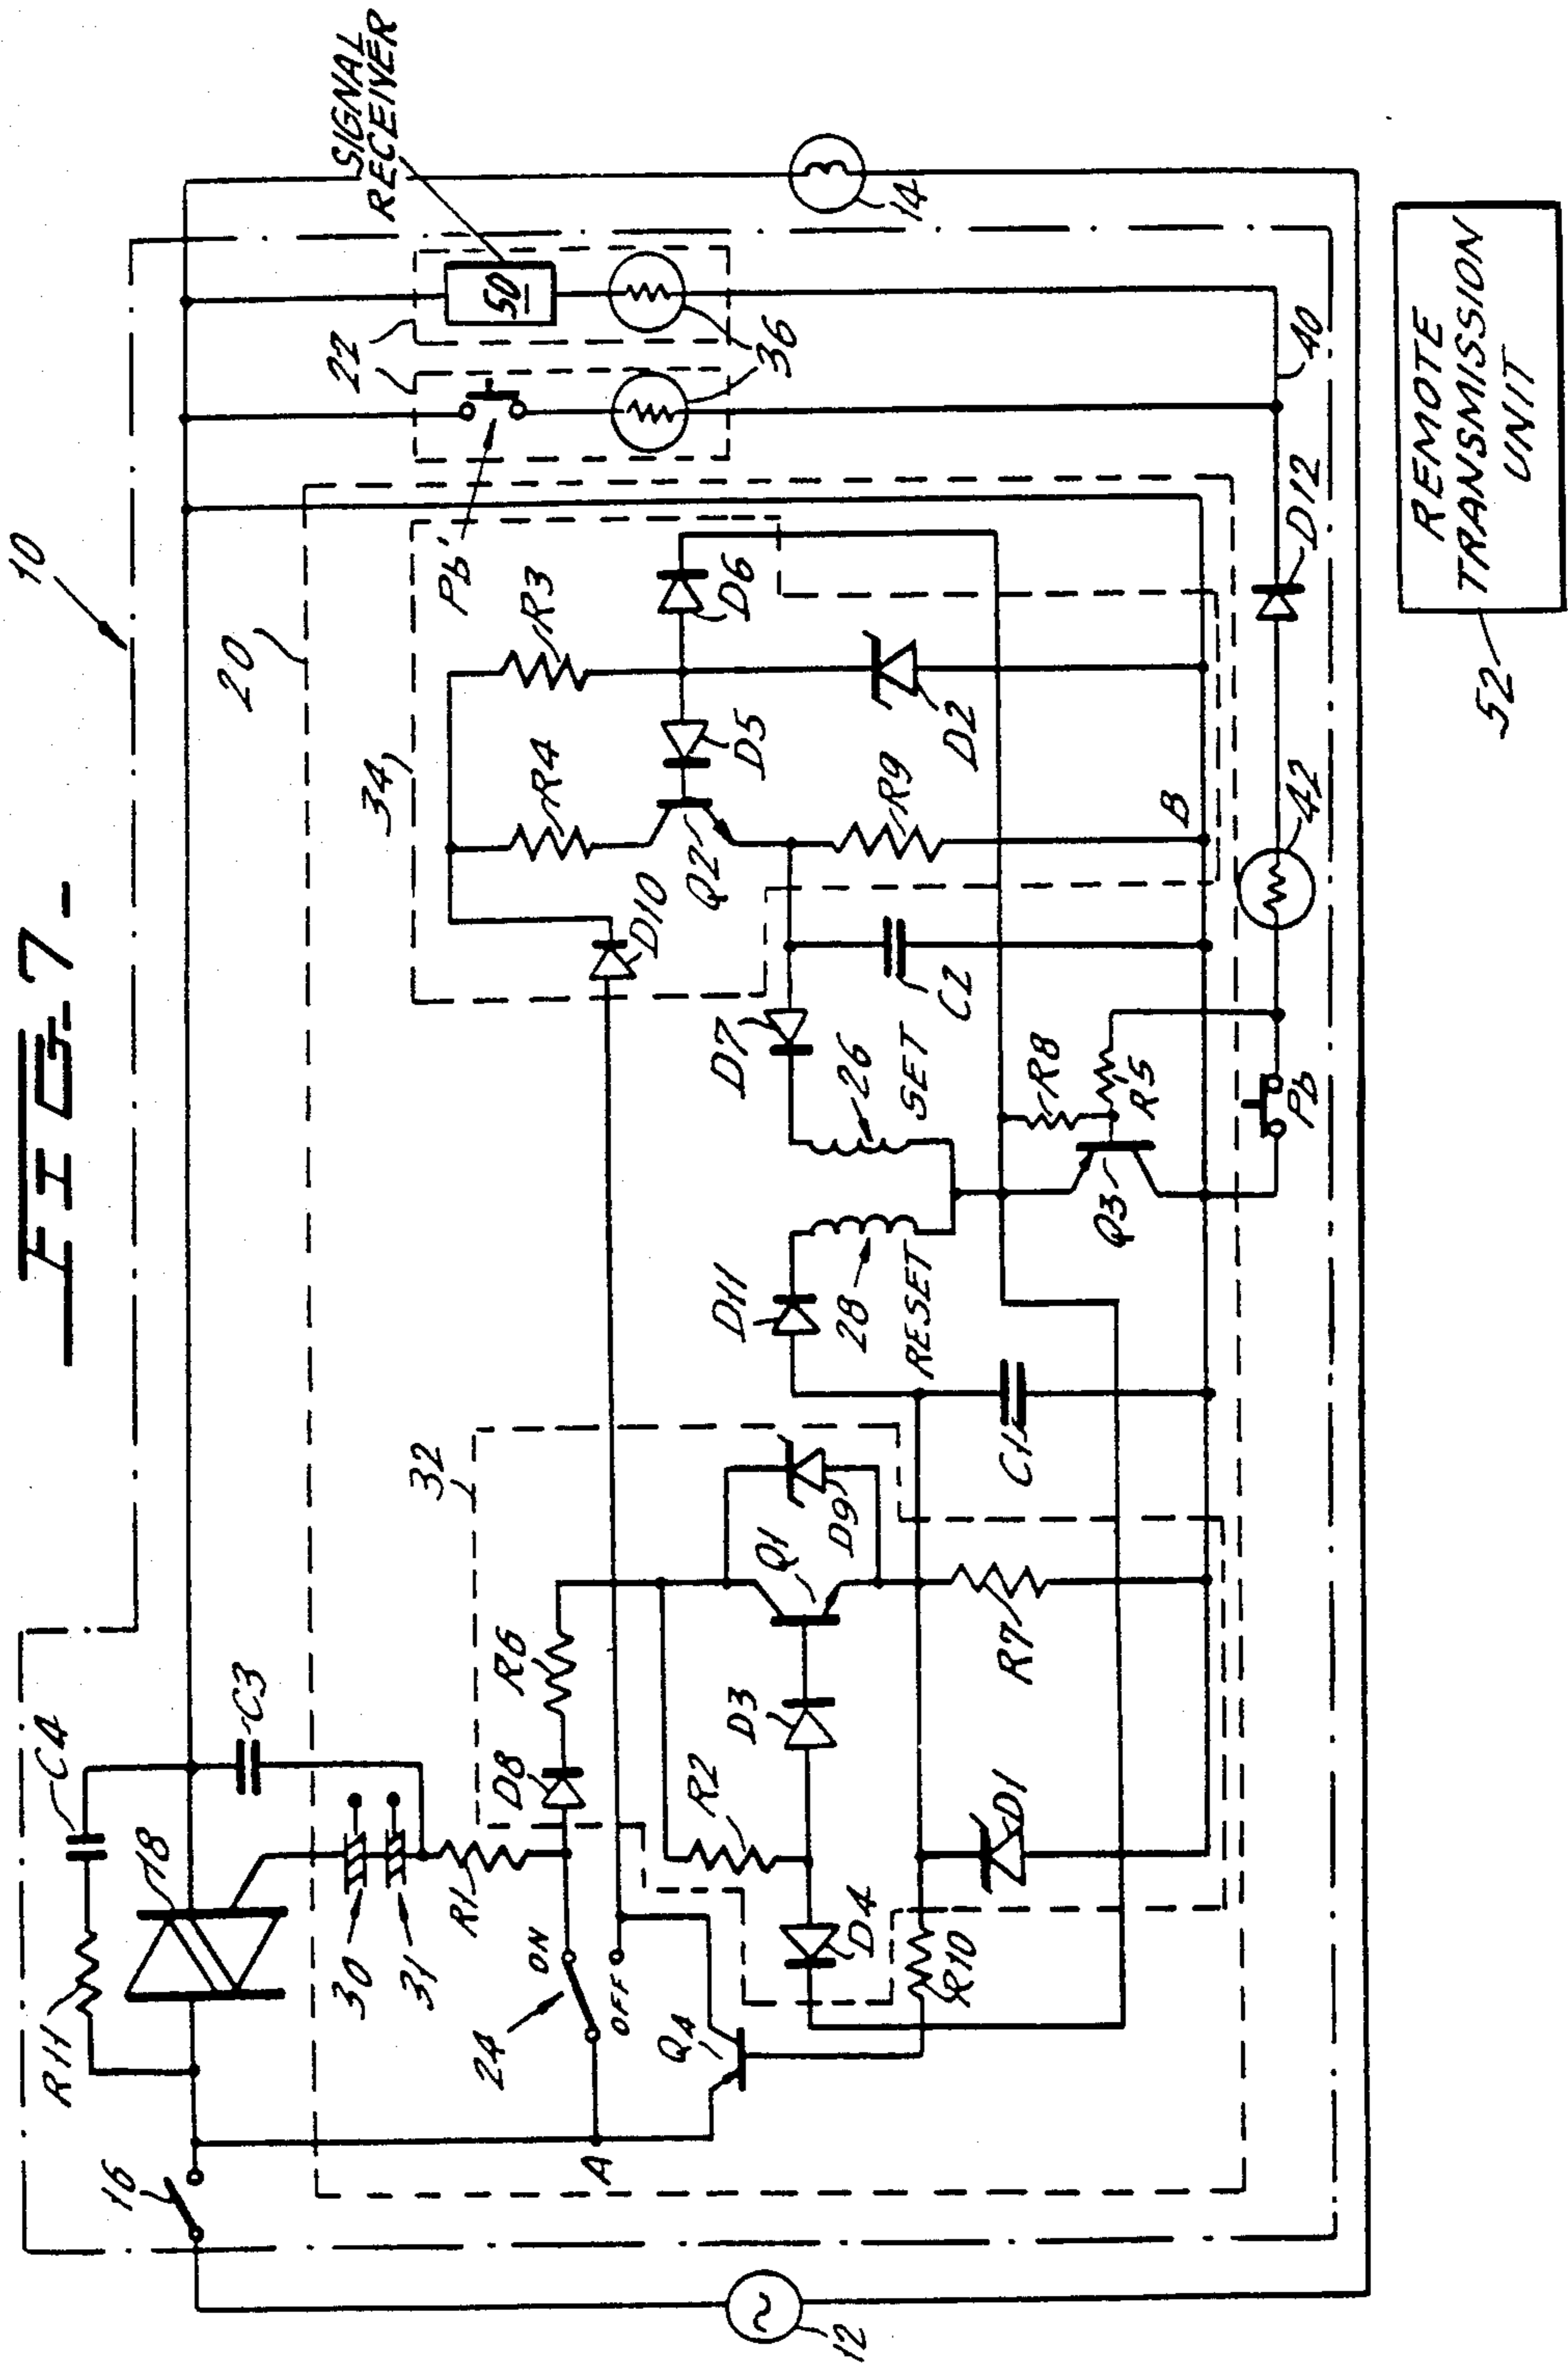 FIG-7-
10
SIGNAL
RECEIVER
RH
C4
18
C3
16
20
22
50
Pb'
36
14
30
31
R1
D8
R6
32
34
R4
R3
D10
Q2
D5
D6
24
ON
OFF
A
Q4
R2
D3
Q1
D9
D11
D7
D4
28
RESET
26
SET
C2
R9
D2
R10
D1
R7
C1
Q3
R8
R5
B
Pb
42
D12
40
12
52
REMOTE
TRANSMISSION
UNIT